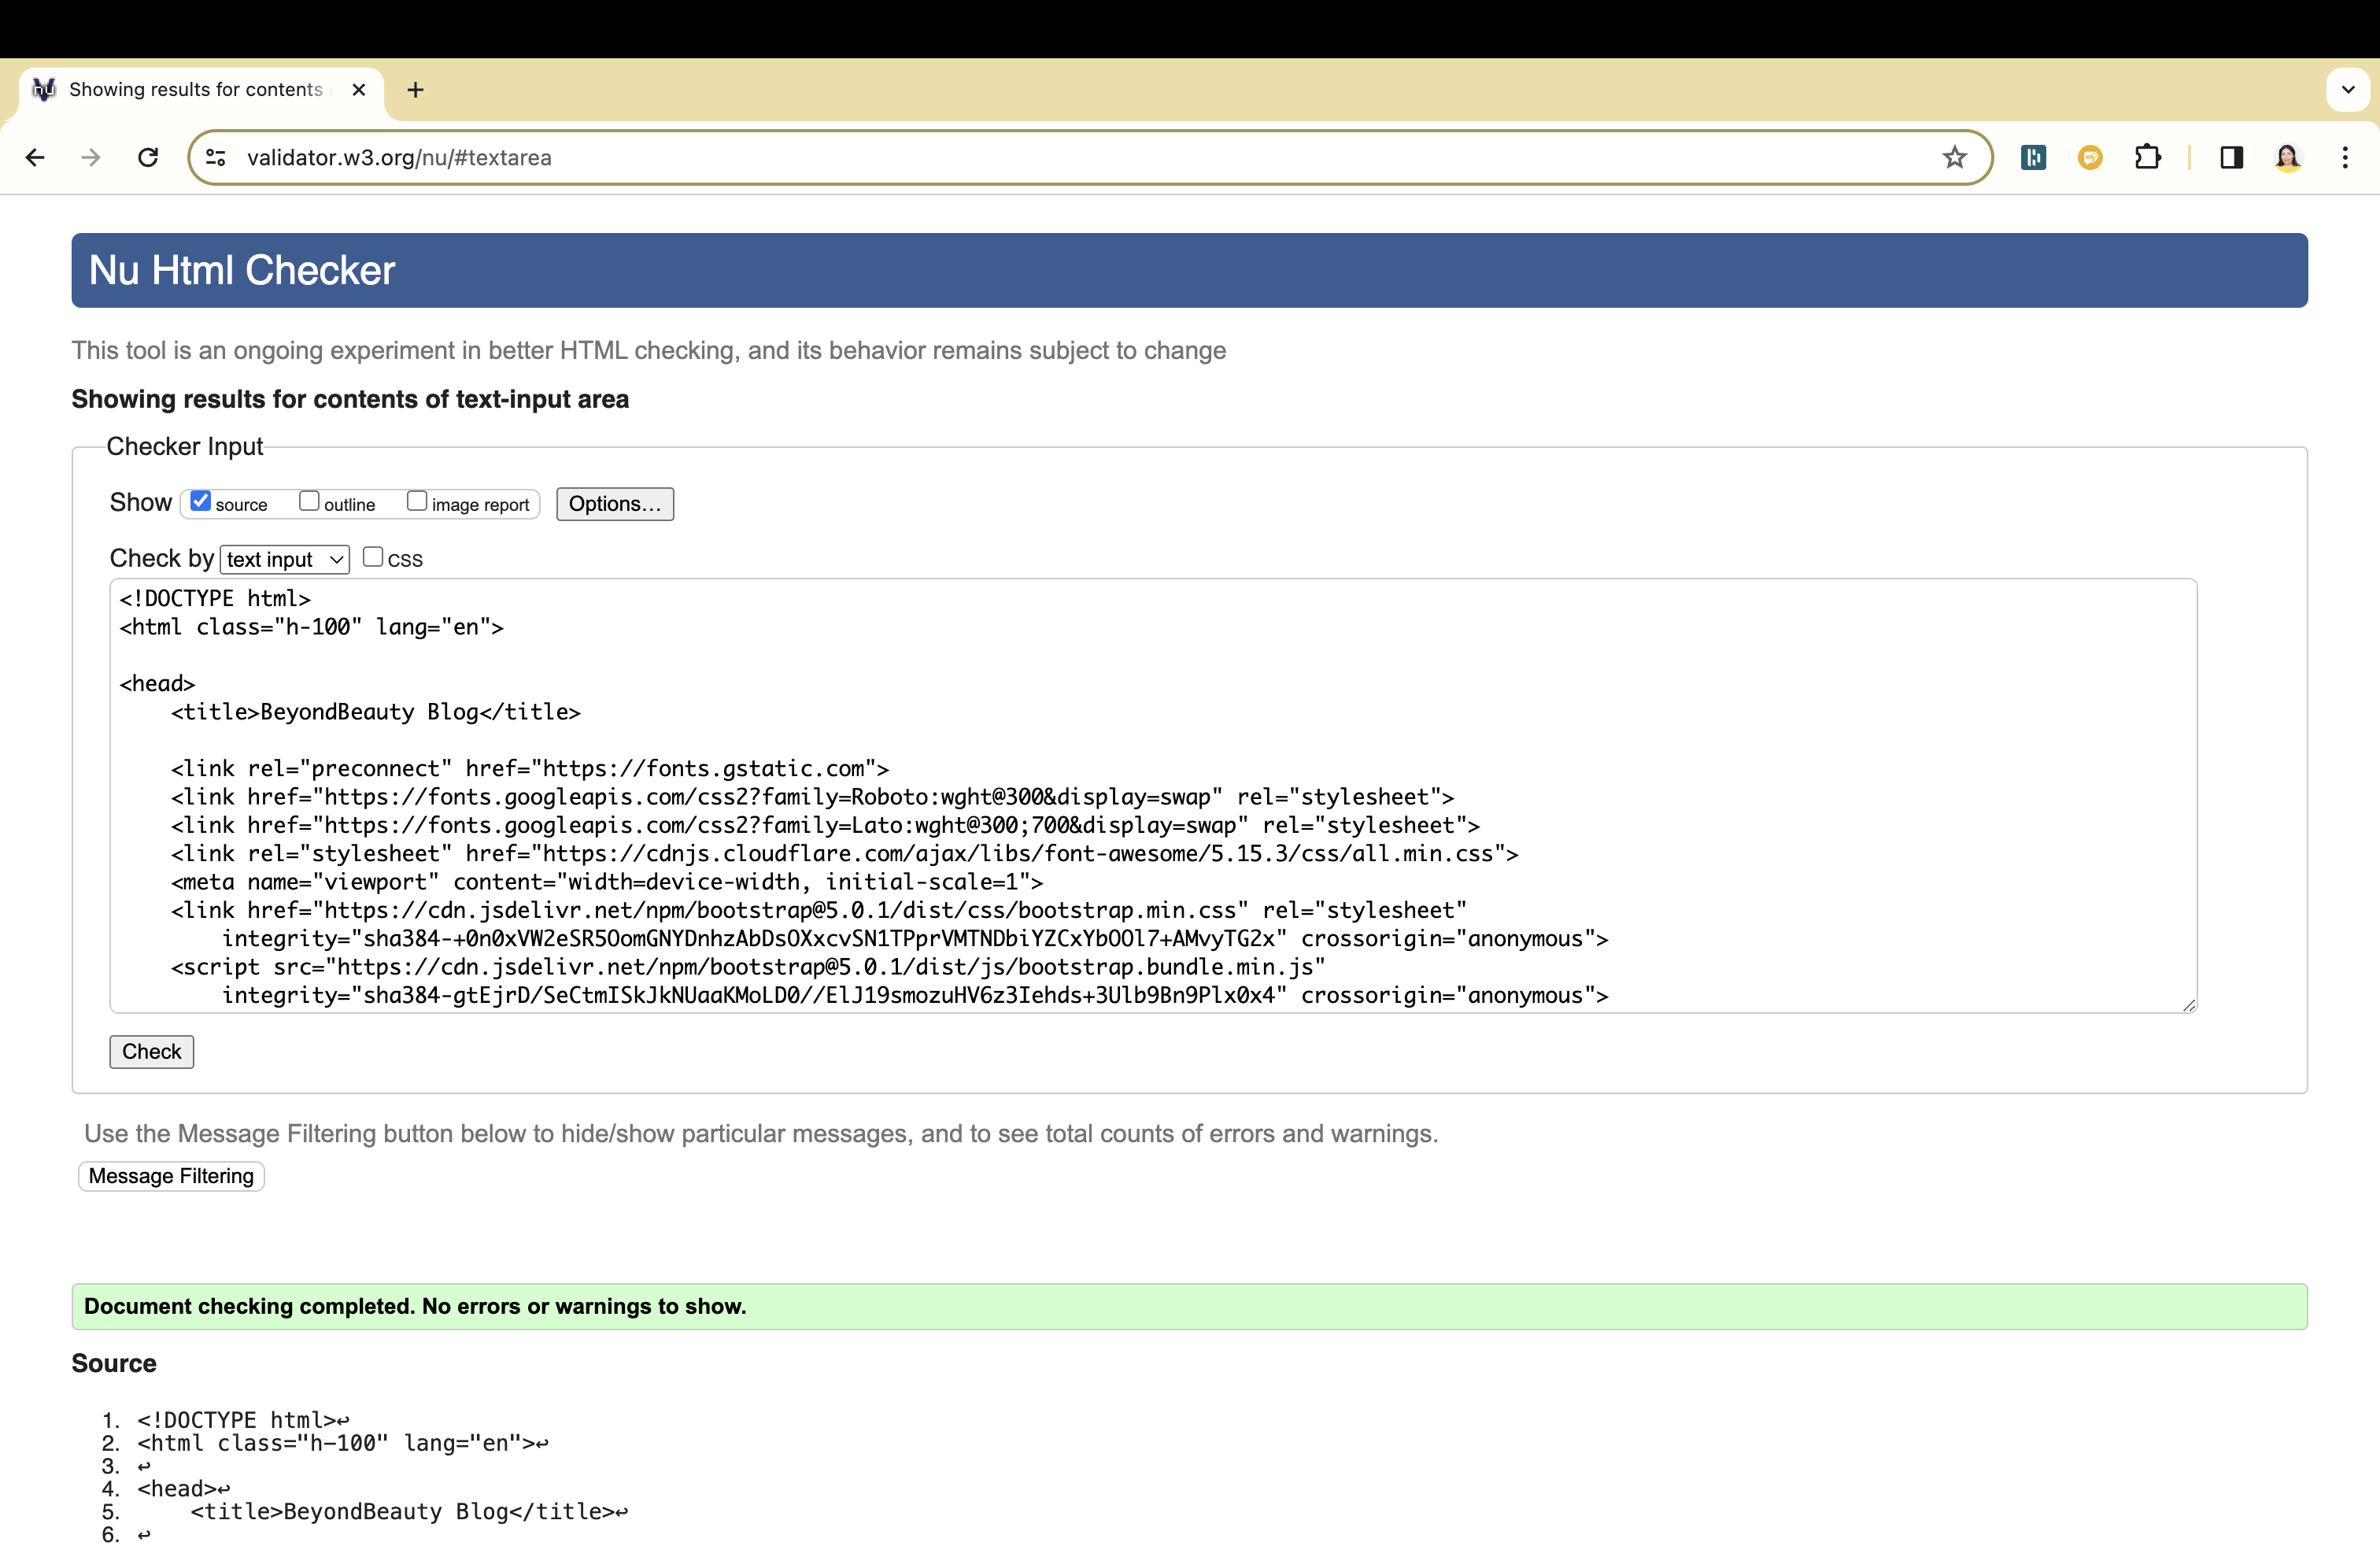 Showing results for contents
validator.w3.org/nu/#textarea
Nu Html Checker
This tool is an ongoing experiment in better HTML checking, and its behavior remains subject to change
Showing results for contents of text-input area
Checker Input
Show source outline image report Options...
Check by text input CSS
<!DOCTYPE html>
<html class="h-100" lang="en">
<head>
<title>BeyondBeauty Blog</title>
<link rel="preconnect" href="https://fonts.gstatic.com">
<link href="https://fonts.googleapis.com/css2?family=Roboto:wght@300&display=swap" rel="stylesheet">
<link href="https://fonts.googleapis.com/css2?family=Lato:wght@300;700&display=swap" rel="stylesheet">
<link rel="stylesheet" href="https://cdnjs.cloudflare.com/ajax/libs/font-awesome/5.15.3/css/all.min.css">
<meta name="viewport" content="width=device-width, initial-scale=1">
<link href="https://cdn.jsdelivr.net/npm/bootstrap@5.0.1/dist/css/bootstrap.min.css" rel="stylesheet"
integrity="sha384-+0n0xVW2eSR5OomGNYDnhzAbDsOXxcvSN1TPprVMTNDbiYZCxYbOOl7+AMvyTG2x" crossorigin="anonymous">
<script src="https://cdn.jsdelivr.net/npm/bootstrap@5.0.1/dist/js/bootstrap.bundle.min.js"
integrity="sha384-gtEjrD/SeCtmISkJkNUaaKMoLD0//ElJ19smozuHV6z3Iehds+3Ulb9Bn9Plx0x4" crossorigin="anonymous">
Check
Use the Message Filtering button below to hide/show particular messages, and to see total counts of errors and warnings.
Message Filtering
Document checking completed. No errors or warnings to show.
Source
1. <!DOCTYPE html>↩
2. <html class="h-100" lang="en">↩
3. ↩
4. <head>↩
5. <title>BeyondBeauty Blog</title>↩
6. ↩